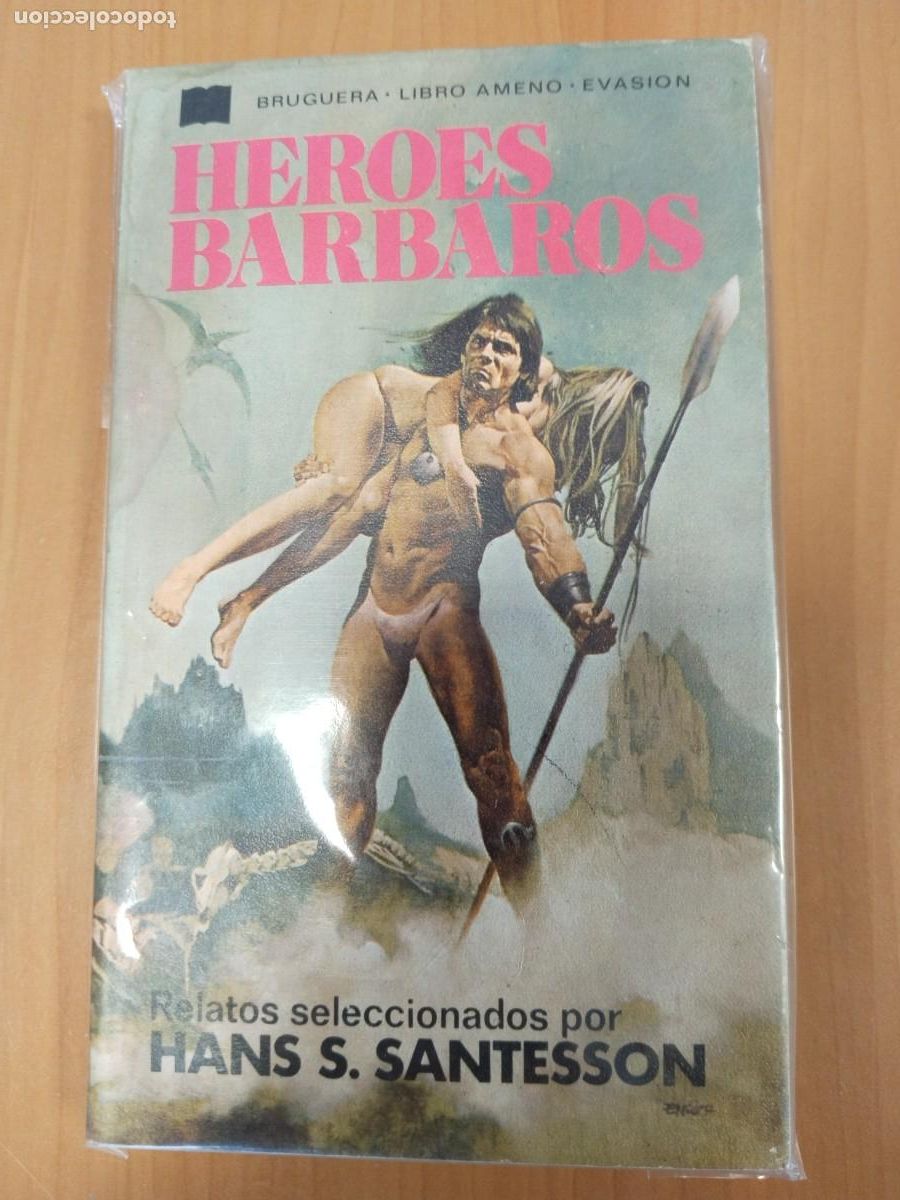 todocoleccion
BRUGUERA · LIBRO AMENO · EVASION
HEROES
BARBAROS
Relatos seleccionados por
HANS S. SANTESSON